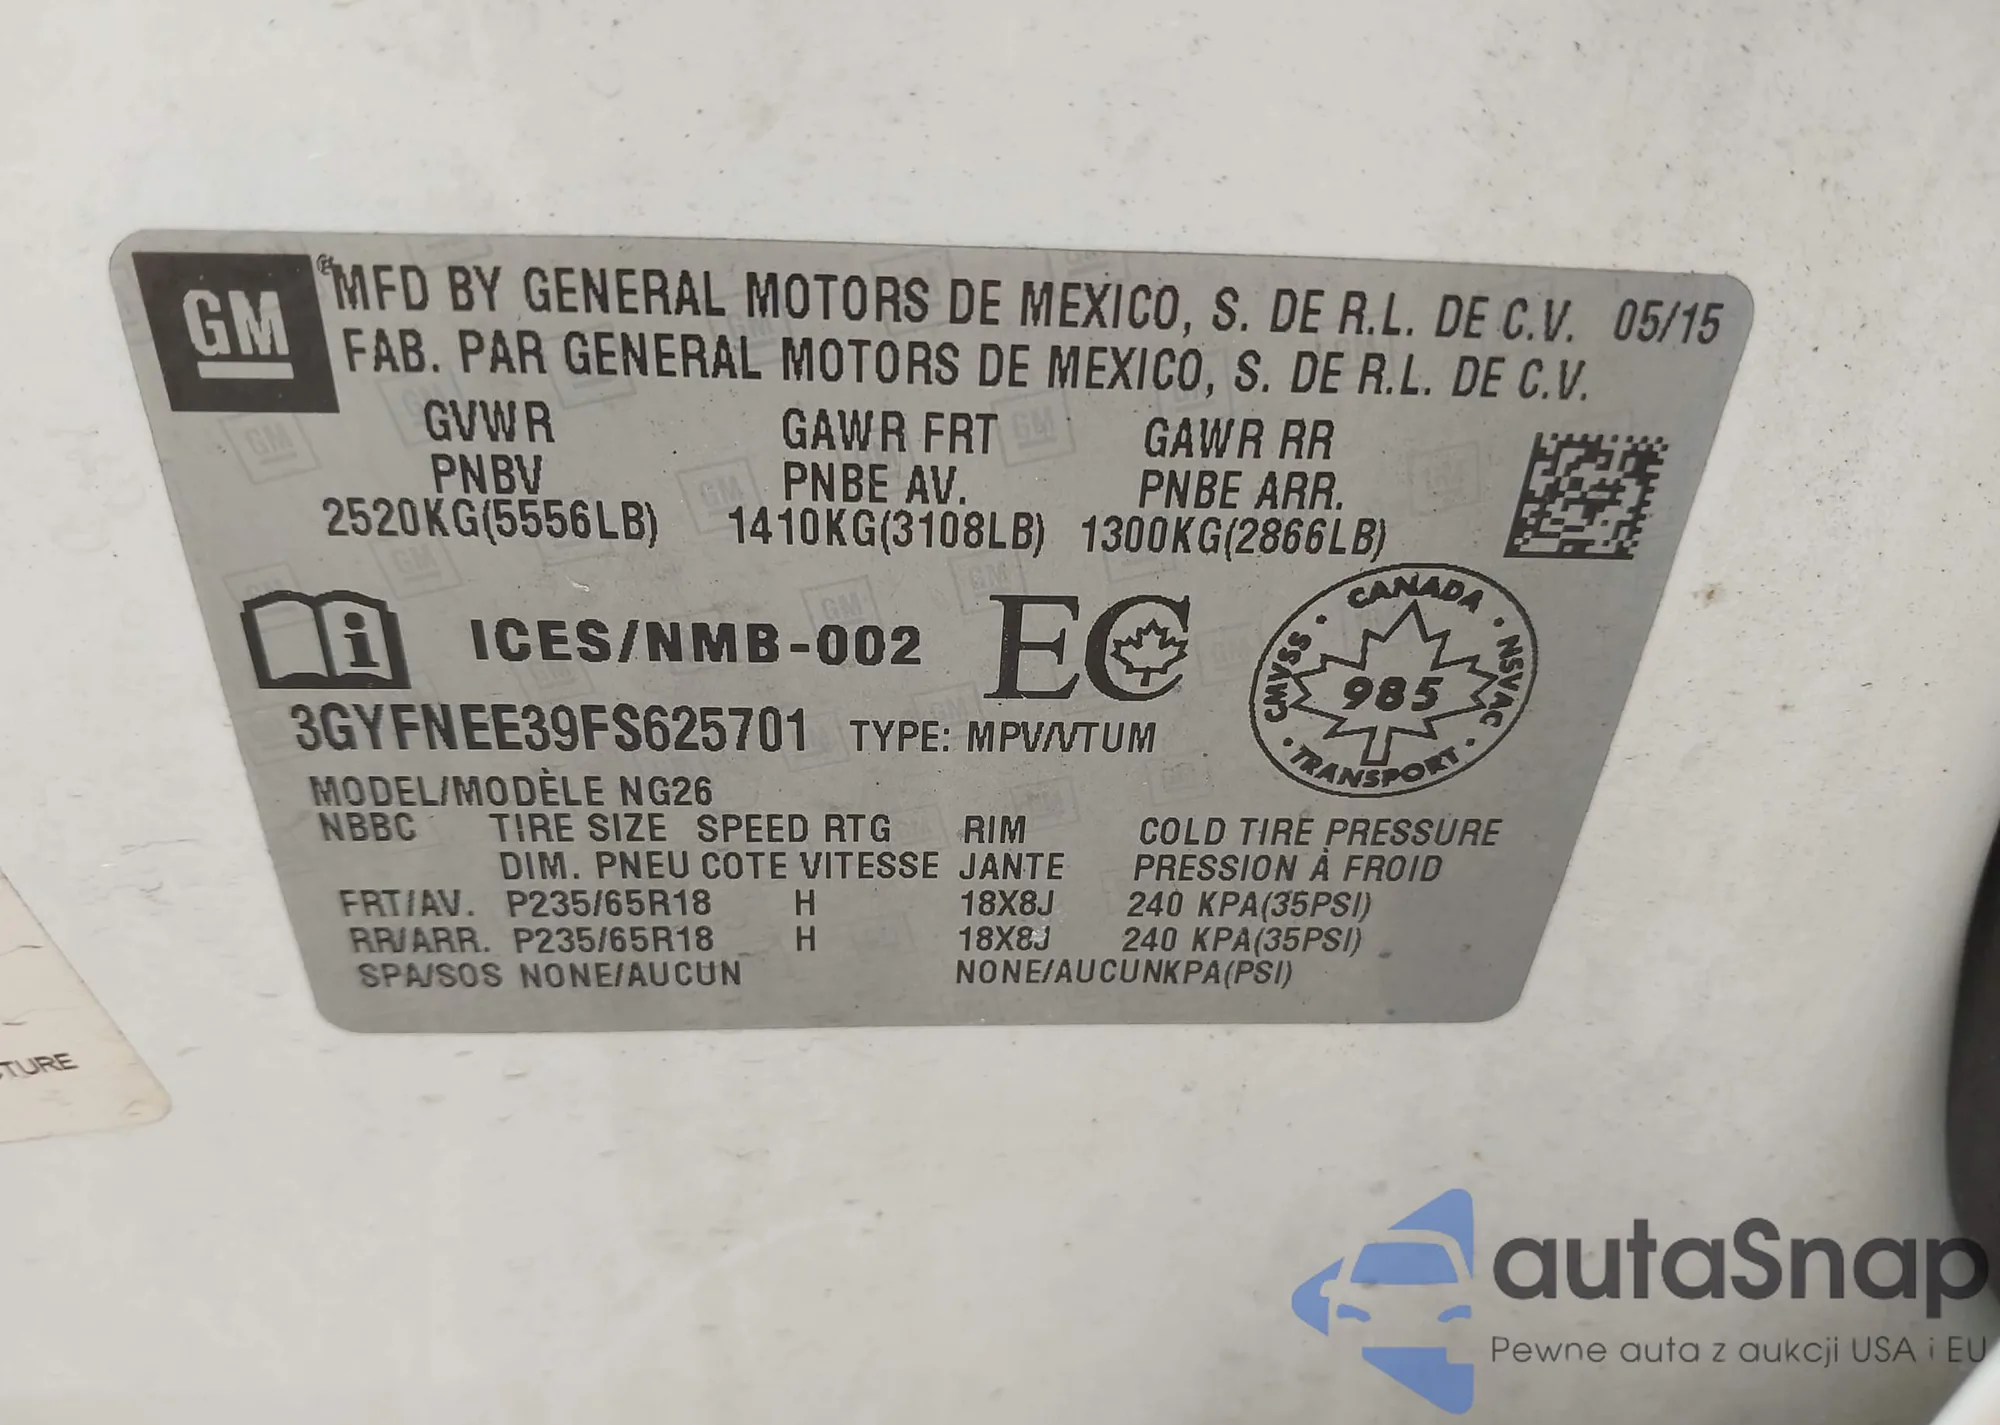 GM
MFD BY GENERAL MOTORS DE MEXICO, S. DE R.L. DE C.V. 05/15
FAB. PAR GENERAL MOTORS DE MEXICO, S. DE R.L. DE C.V.
GVWR GAWR FRT GAWR RR
PNBV PNBE AV. PNBE ARR.
2520KG(5556LB) 1410KG(3108LB) 1300KG(2866LB)
i ICES/NMB-002 EC
CANADA
CMVSS 985 NSVAC
TRANSPORT
3GYFNEE39FS625701 TYPE: MPV/VTUM
MODEL/MODÈLE NG26
NBBC TIRE SIZE SPEED RTG RIM COLD TIRE PRESSURE
DIM. PNEU COTE VITESSE JANTE PRESSION À FROID
FRT/AV. P235/65R18 H 18X8J 240 KPA(35PSI)
RR/ARR. P235/65R18 H 18X8J 240 KPA(35PSI)
SPA/SOS NONE/AUCUN NONE/AUCUNKPA(PSI)
TURE
autaSnap
Pewne auta z aukcji USA i EU